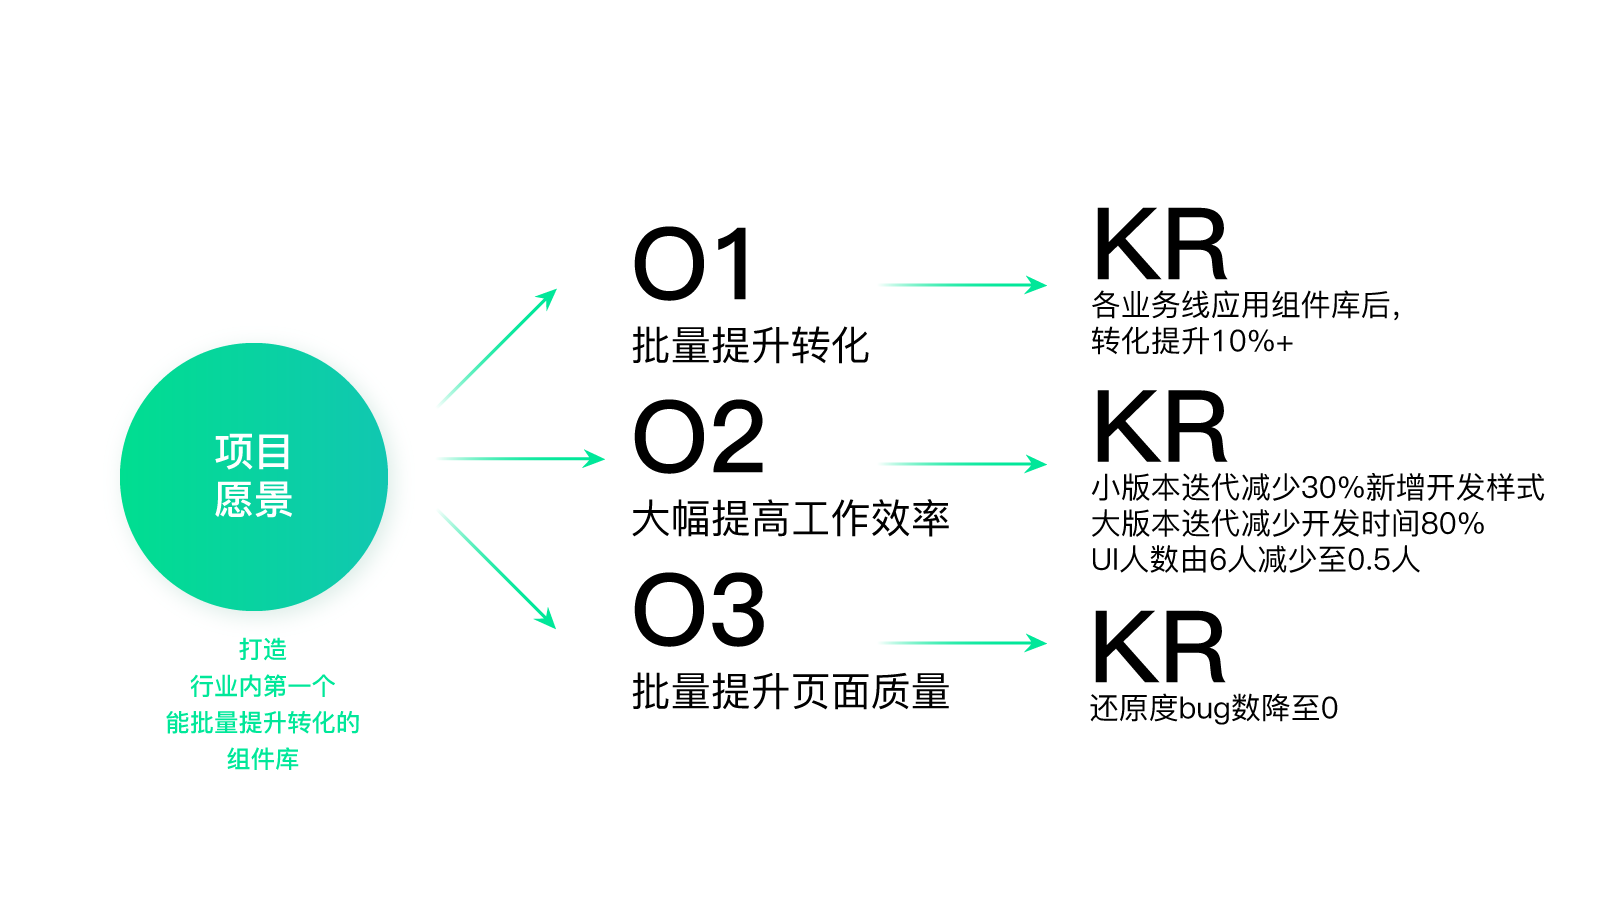 项目
愿景
打造
行业内第一个
能批量提升转化的
组件库
O1
批量提升转化
KR
各业务线应用组件库后，
转化提升10%+
O2
大幅提高工作效率
KR
小版本迭代减少30%新增开发样式
大版本迭代减少开发时间80%
UI人数由6人减少至0.5人
O3
批量提升页面质量
KR
还原度bug数降至0